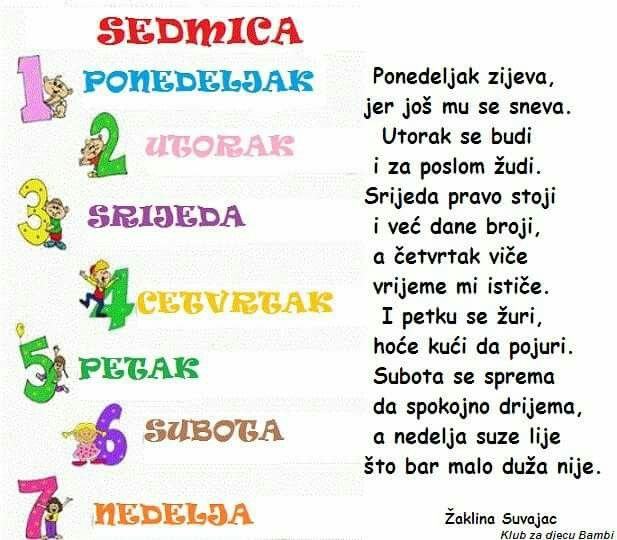 SEDMICA
1 PONEDELJAK
2 UTORAK
3 SRIJEDA
4 CETVRTAK
5 PETAK
6 SUBOTA
7 NEDELJA
Ponedeljak zijeva,
jer još mu se sneva.
Utorak se budi
i za poslom žudi.
Srijeda pravo stoji
i već dane broji,
a četvrtak viče
vrijeme mi ističe.
I petku se žuri,
hoće kući da pojuri.
Subota se sprema
da spokojno drijema,
a nedelja suze lije
što bar malo duža nije.
Žaklina Suvajac
Klub za djecu Bambi